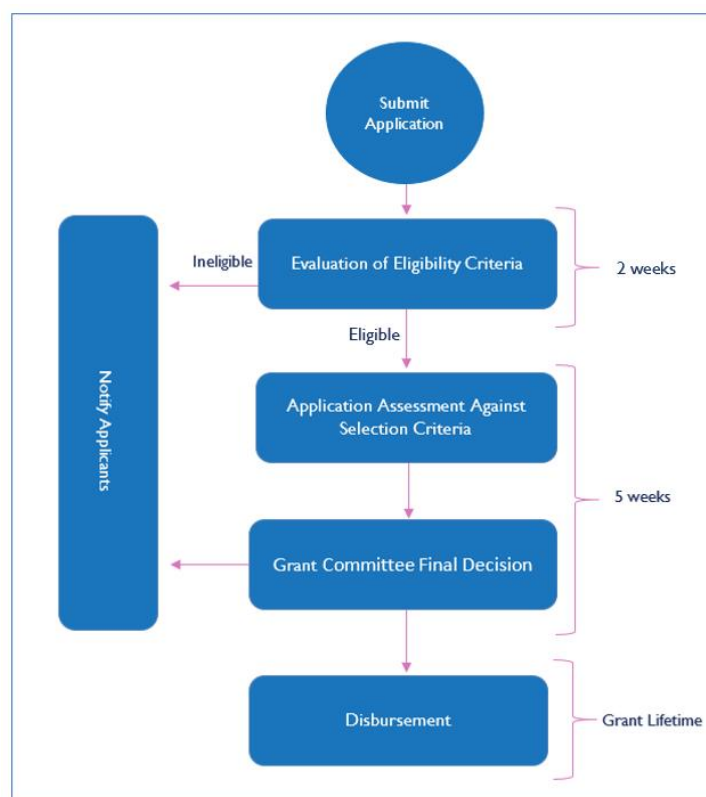 Submit
Application
Evaluation of Eligibility Criteria
2 weeks
Ineligible
Eligible
Application Assessment Against
Selection Criteria
5 weeks
Notify Applicants
Grant Committee Final Decision
Disbursement
Grant Lifetime